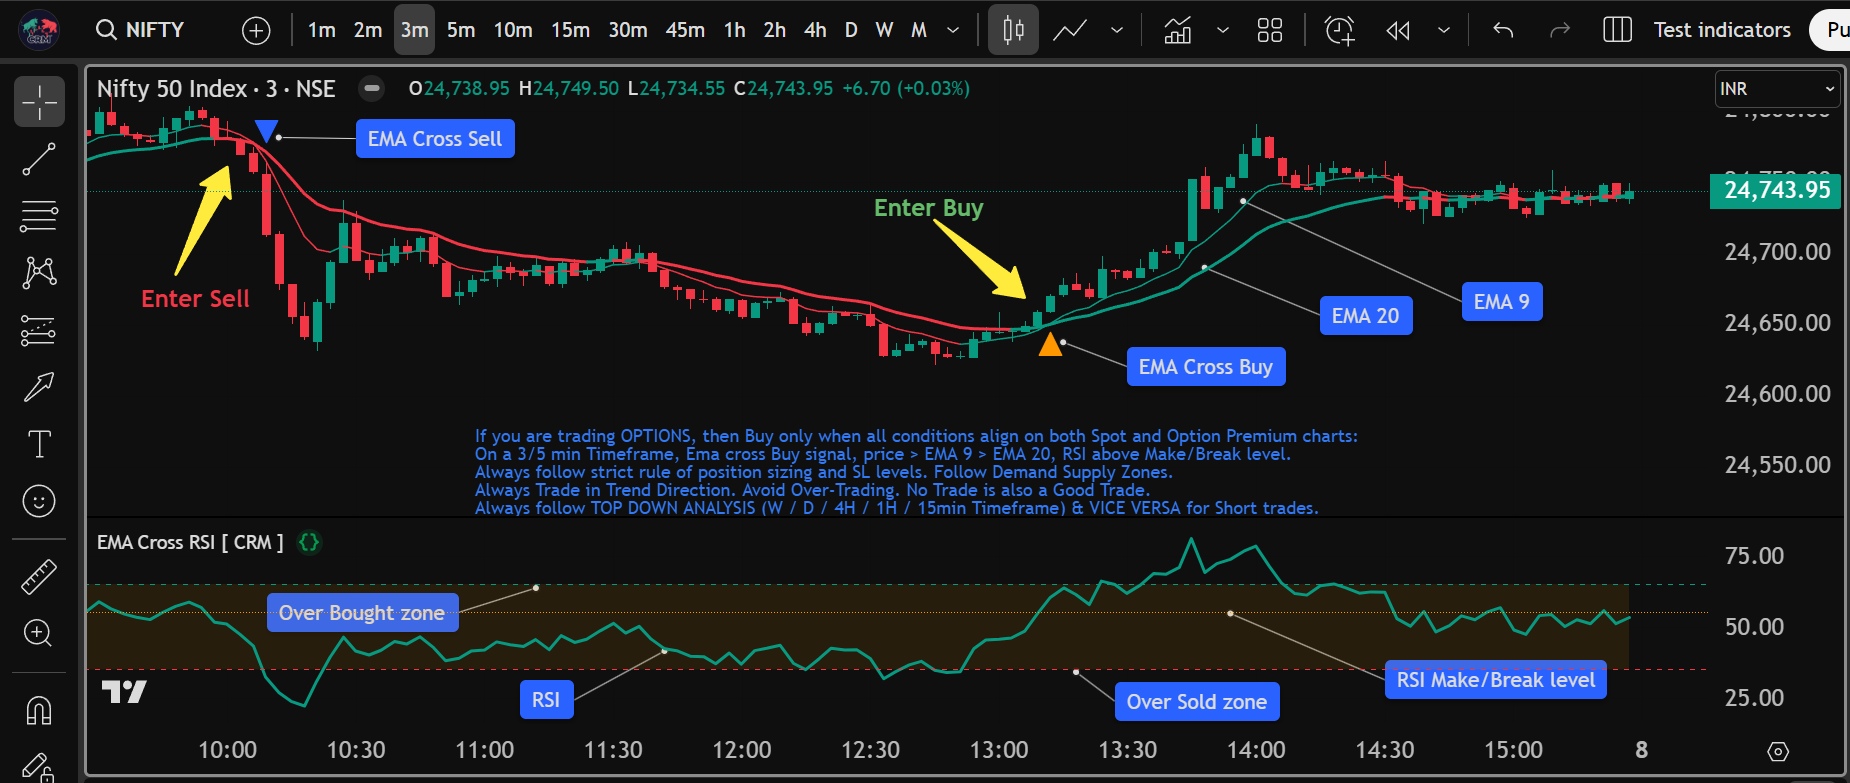 CRM
NIFTY
1m 2m 3m 5m 10m 15m 30m 45m 1h 2h 4h D W M
Test indicators
Pu
Nifty 50 Index · 3 · NSE
O24,738.95 H24,749.50 L24,734.55 C24,743.95 +6.70 (+0.03%)
INR
EMA Cross Sell
24,743.95
Enter Buy
24,700.00
Enter Sell
EMA 9
EMA 20
24,650.00
EMA Cross Buy
24,600.00
If you are trading OPTIONS, then Buy only when all conditions align on both Spot and Option Premium charts:
On a 3/5 min Timeframe, Ema cross Buy signal, price > EMA 9 > EMA 20, RSI above Make/Break level.
Always follow strict rule of position sizing and SL levels. Follow Demand Supply Zones.
Always Trade in Trend Direction. Avoid Over-Trading. No Trade is also a Good Trade.
Always follow TOP DOWN ANALYSIS (W / D / 4H / 1H / 15min Timeframe) & VICE VERSA for Short trades.
24,550.00
EMA Cross RSI [ CRM ] {}
75.00
Over Bought zone
50.00
RSI Make/Break level
RSI
Over Sold zone
25.00
10:00 10:30 11:00 11:30 12:00 12:30 13:00 13:30 14:00 14:30 15:00 8